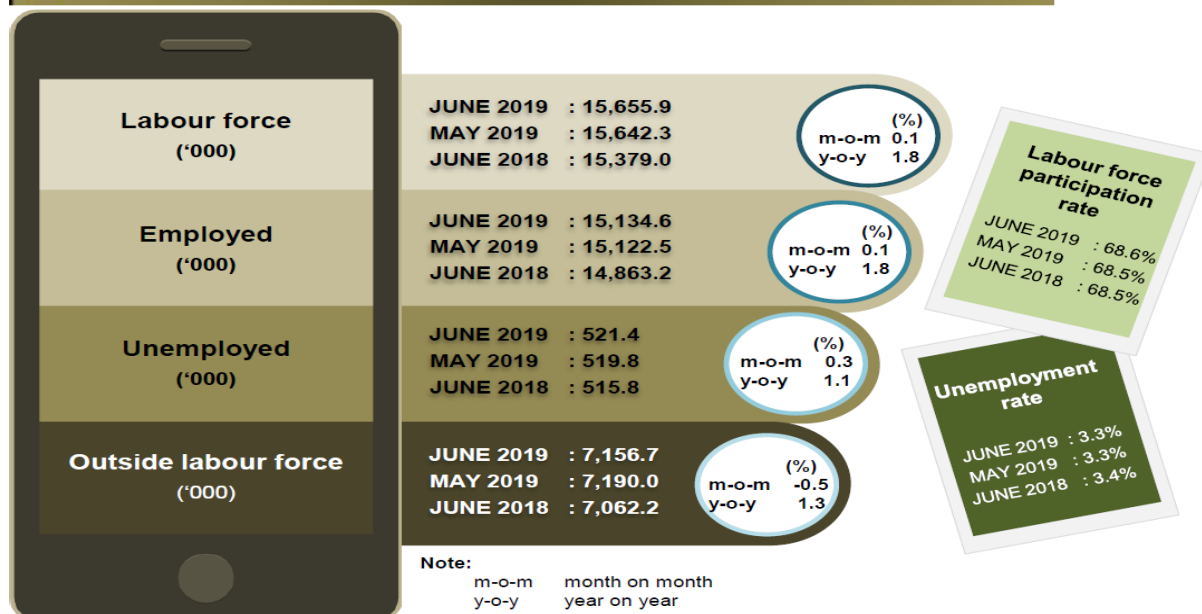 Labour force
(‘000)
JUNE 2019 : 15,655.9
MAY 2019 : 15,642.3
JUNE 2018 : 15,379.0
(%)
m-o-m 0.1
y-o-y 1.8
Employed
(‘000)
JUNE 2019 : 15,134.6
MAY 2019 : 15,122.5
JUNE 2018 : 14,863.2
(%)
m-o-m 0.1
y-o-y 1.8
Unemployed
(‘000)
JUNE 2019 : 521.4
MAY 2019 : 519.8
JUNE 2018 : 515.8
(%)
m-o-m 0.3
y-o-y 1.1
Outside labour force
(‘000)
JUNE 2019 : 7,156.7
MAY 2019 : 7,190.0
JUNE 2018 : 7,062.2
(%)
m-o-m -0.5
y-o-y 1.3
Labour force
participation
rate
JUNE 2019 : 68.6%
MAY 2019 : 68.5%
JUNE 2018 : 68.5%
Unemployment
rate
JUNE 2019 : 3.3%
MAY 2019 : 3.3%
JUNE 2018 : 3.4%
Note:
m-o-m month on month
y-o-y year on year